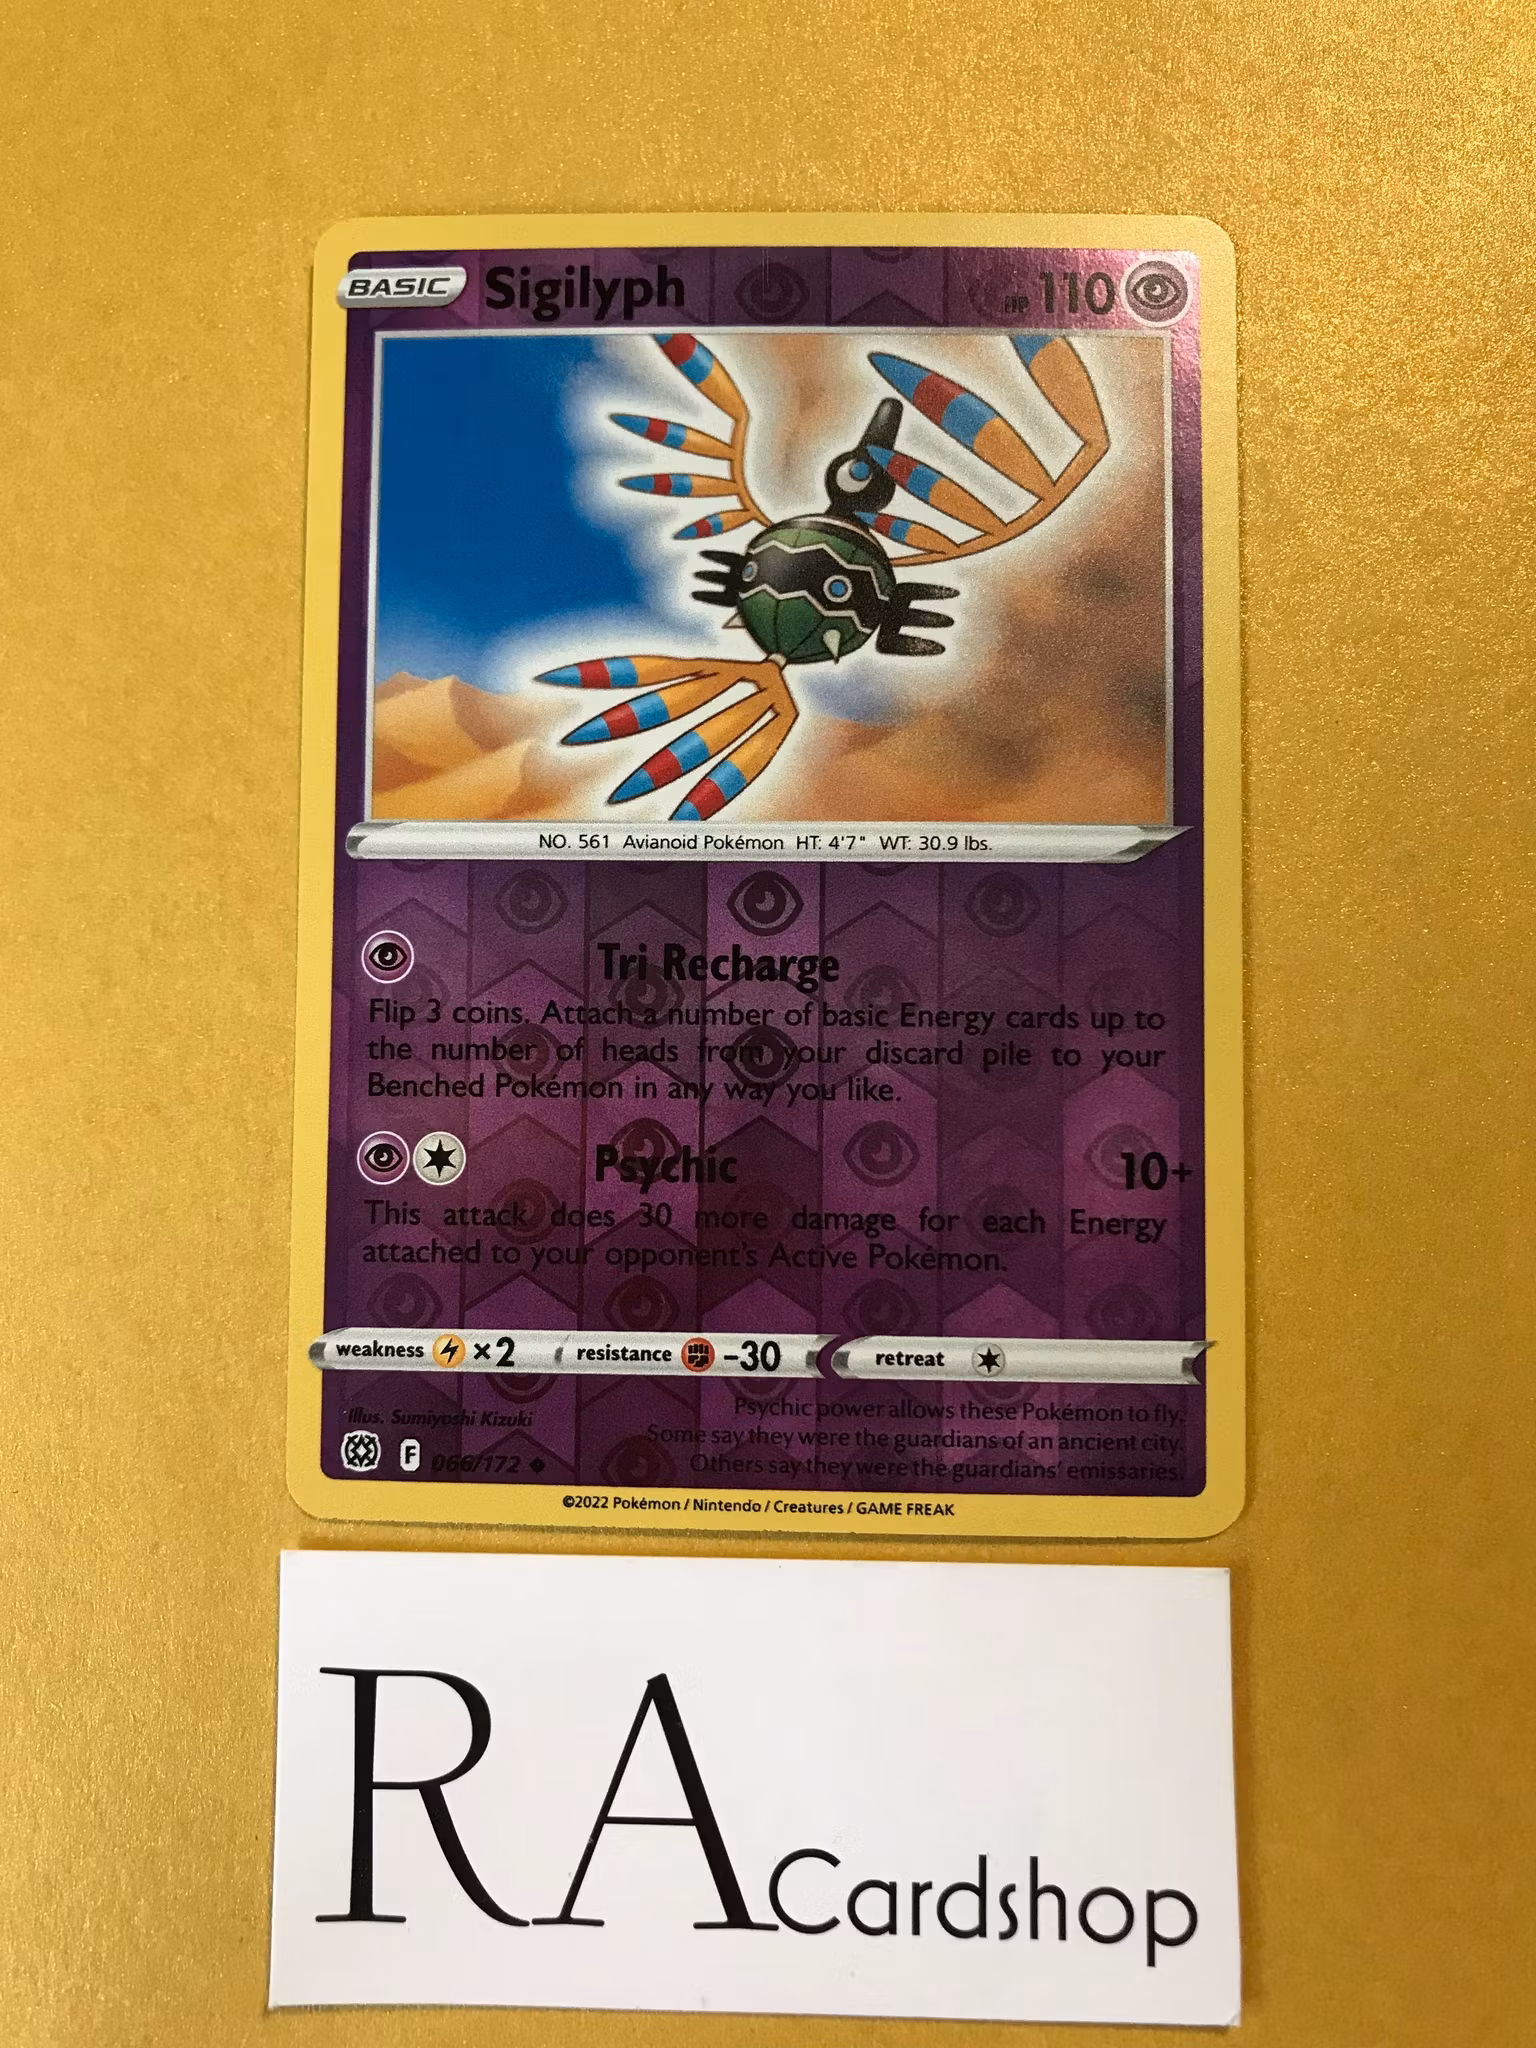 BASIC Sigilyph HP 110
NO. 561 Avianoid Pokémon HT: 4'7" WT: 30.9 lbs.
Tri Recharge
Flip 3 coins. Attach a number of basic Energy cards up to
the number of heads from your discard pile to your
Benched Pokémon in any way you like.
Psychic 10+
This attack does 30 more damage for each Energy
attached to your opponent's Active Pokémon.
weakness ×2 resistance -30 retreat
Illus. Sumiyoshi Kizuki
F 066/172
Psychic power allows these Pokémon to fly.
Some say they were the guardians of an ancient city.
Others say they were the guardians' emissaries.
©2022 Pokémon / Nintendo / Creatures / GAME FREAK
RA Cardshop